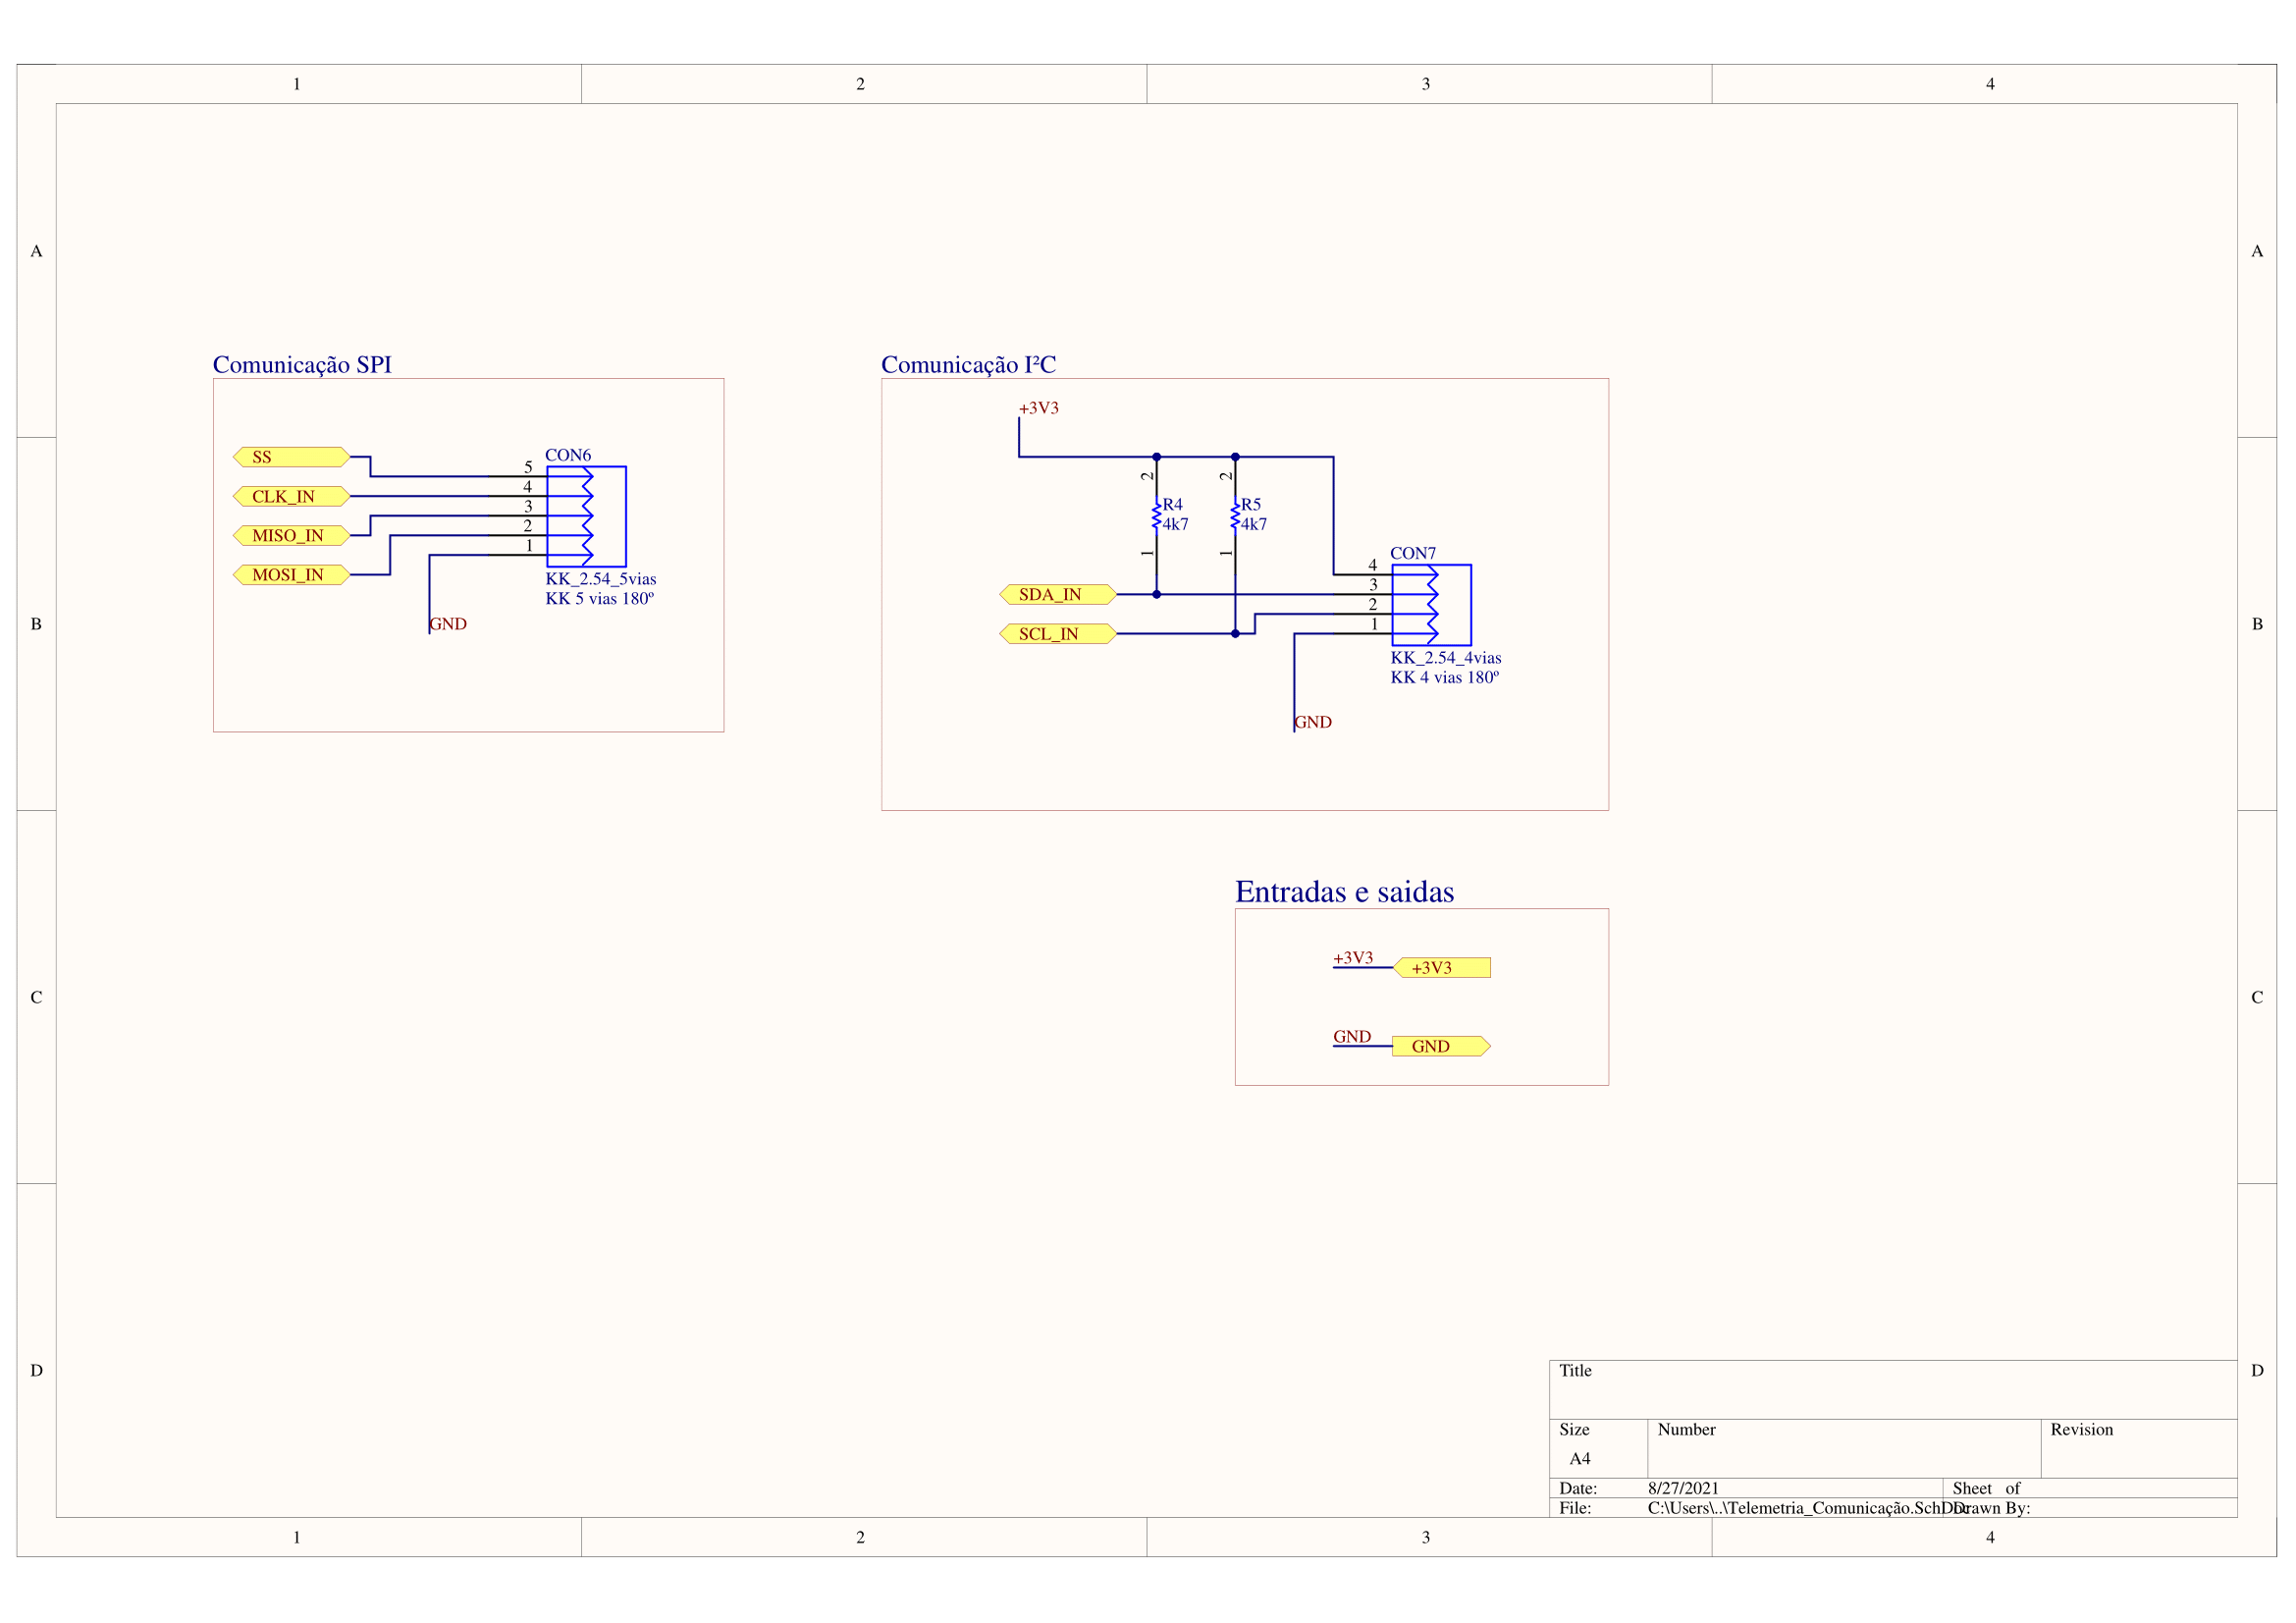 1 2 3 4
A A
Comunicação SPI
SS
CLK_IN
MISO_IN
MOSI_IN
5
4
3
2
1
CON6
KK_2.54_5vias
KK 5 vias 180º
GND
Comunicação I²C
+3V3
2 2
R4 R5
4k7 4k7
1 1
SDA_IN
SCL_IN
CON7
4
3
2
1
KK_2.54_4vias
KK 4 vias 180º
GND
B B
Entradas e saidas
+3V3 +3V3
GND GND
C C
D D
Title
Size Number Revision
A4
Date: 8/27/2021 Sheet of
File: C:\Users\..\Telemetria_Comunicação.SchDoc Drawn By:
1 2 3 4